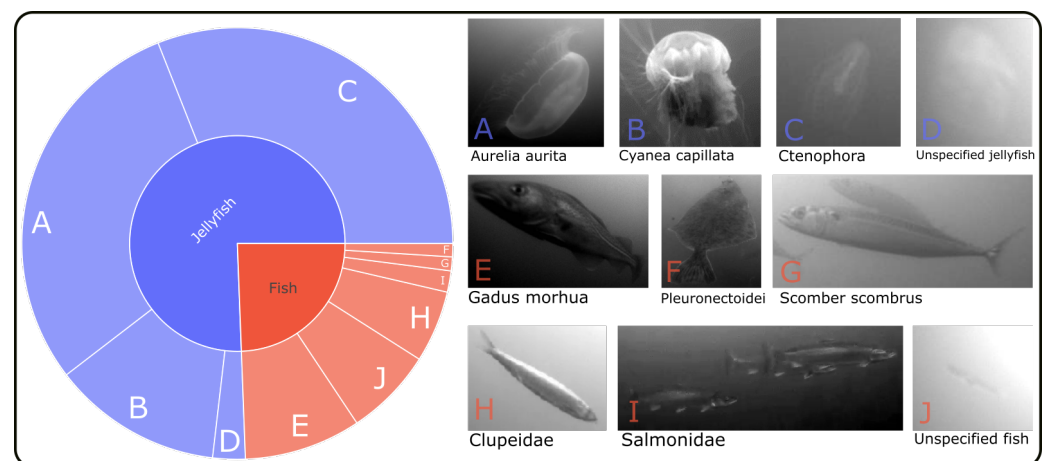 C
A
Jellyfish
F
G
I
Fish
H
J
B
D
E
A
Aurelia aurita
B
Cyanea capillata
C
Ctenophora
D
Unspecified jellyfish
E
Gadus morhua
F
Pleuronectoidei
G
Scomber scombrus
H
Clupeidae
I
Salmonidae
J
Unspecified fish